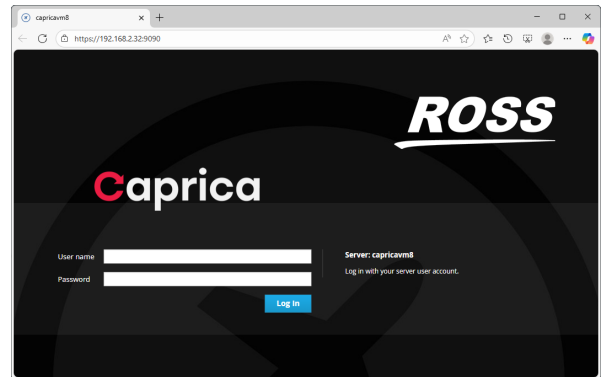 capricavm8
https://192.168.2.32:9090
ROSS
Caprica
User name
Password
Log In
Server: capricavm8
Log in with your server user account.